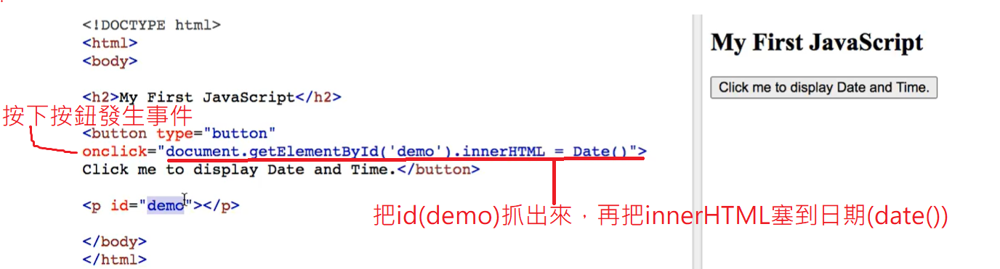 <!DOCTYPE html>
<html>
<body>
<h2>My First JavaScript</h2>
按下按鈕發生事件
<button type="button"
onclick="document.getElementById('demo').innerHTML = Date()">
Click me to display Date and Time.</button>
<p id="demo"></p>
把id(demo)抓出來，再把innerHTML塞到日期(date())
</body>
</html>
My First JavaScript
Click me to display Date and Time.